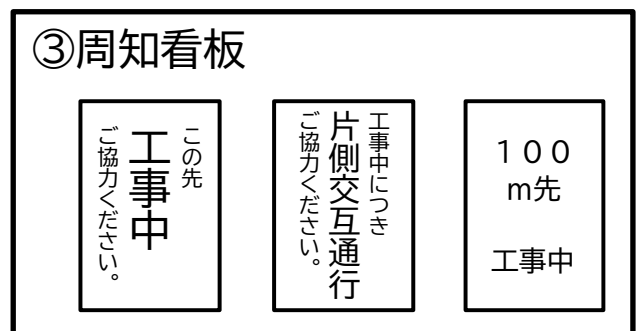 ③周知看板
この先
工事中
ご協力ください。
工事中につき
片側交互通行
ご協力ください。
１００
m先
工事中